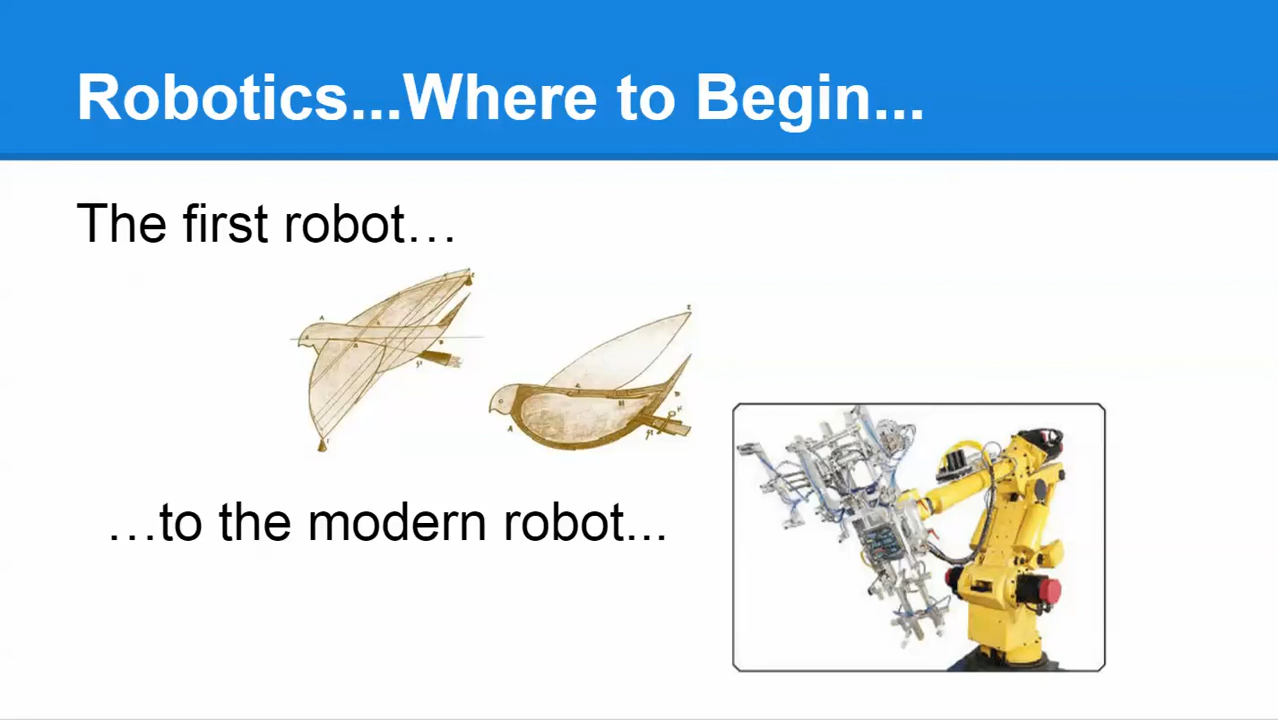 Robotics...Where to Begin...
The first robot…
…to the modern robot...